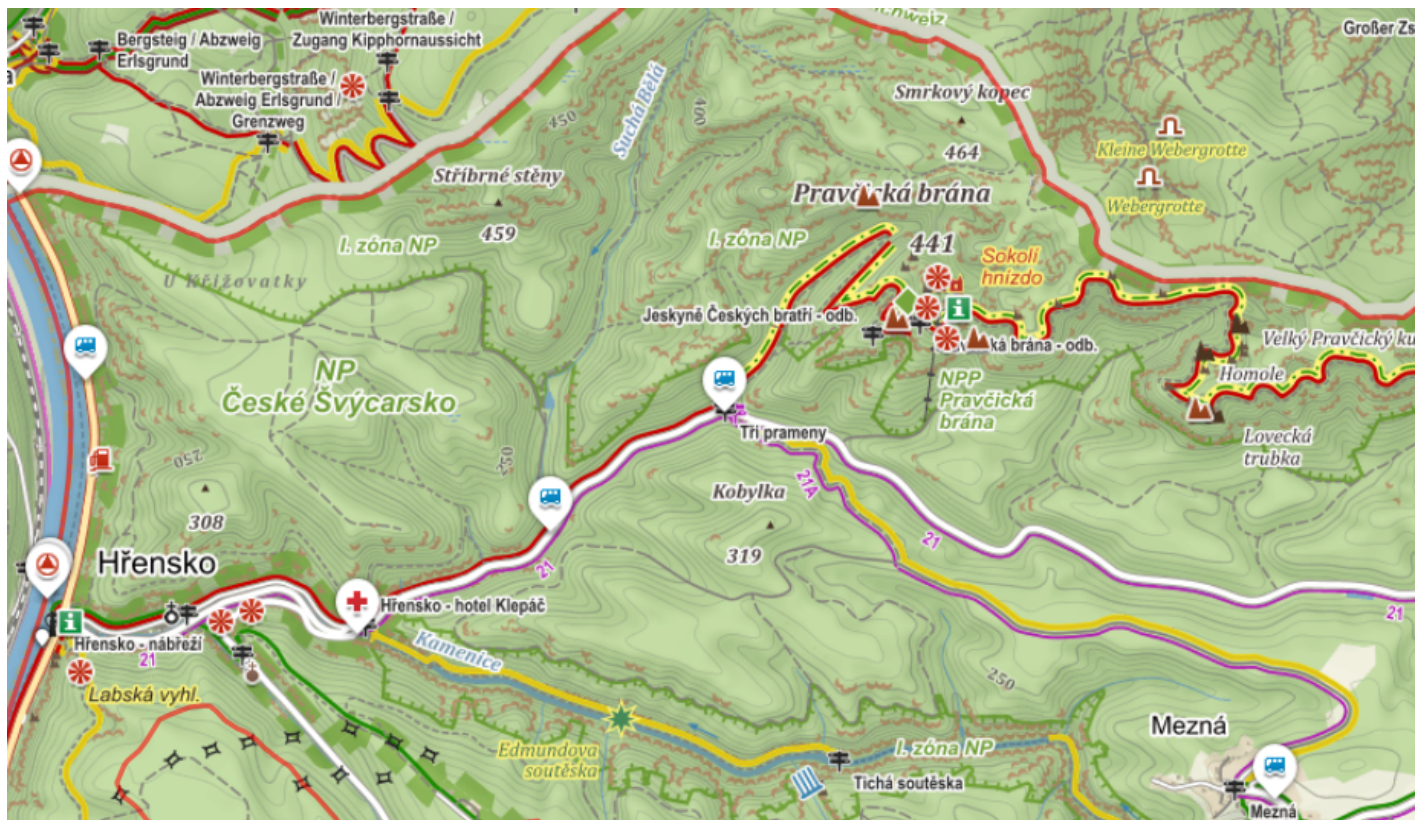 Winterbergstraße /
Zugang Kipphornaussicht
Bergsteig / Abzweig
Erlsgrund
Winterbergstraße /
Abzweig Erlsgrund /
Grenzweg
Großer Zs
Suchá Bělá
400
450
Smrkový kopec
464
Kleine Webergrotte
Webergrotte
Stříbrné stěny
459
I. zóna NP
Pravčická brána
441
I. zóna NP
Sokolí
hnízdo
U Křižovatky
Jeskyně Českých bratří - odb.
ká brána - odb.
Velký Pravčický ku
Homole
NP
České Švýcarsko
NPP
Pravčická
brána
Tři prameny
Lovecká
trubka
250
350
308
Kobylka
319
21A
21
21
21
Hřensko
Hřensko - hotel Klepáč
Kamenice
Hřensko - nábřeží
21
Labská vyhl.
250
Edmundova
soutěska
I. zóna NP
Tichá soutěska
Mezná
Mezná